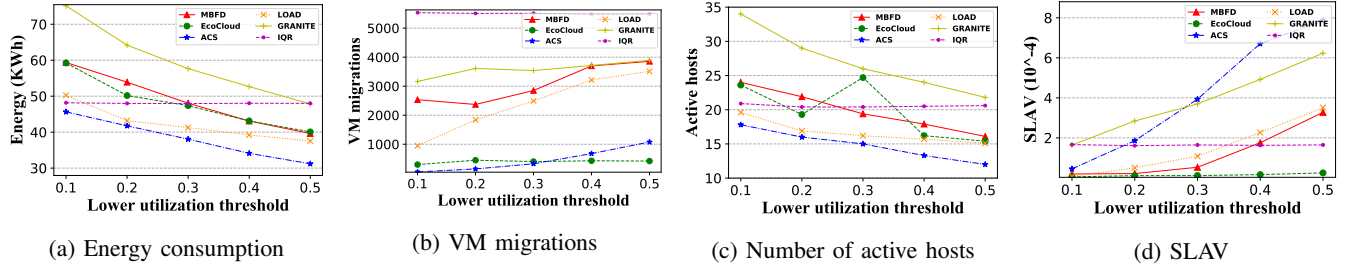 MBFD
EcoCloud
ACS
LOAD
GRANITE
IQR
Energy (KWh)
70
60
50
40
30
0.1 0.2 0.3 0.4 0.5
Lower utilization threshold
(a) Energy consumption
MBFD
EcoCloud
ACS
LOAD
GRANITE
IQR
VM migrations
5000
4000
3000
2000
1000
0.1 0.2 0.3 0.4 0.5
Lower utilization threshold
(b) VM migrations
MBFD
EcoCloud
ACS
LOAD
GRANITE
IQR
Active hosts
35
30
25
20
15
10
0.1 0.2 0.3 0.4 0.5
Lower utilization threshold
(c) Number of active hosts
MBFD
EcoCloud
ACS
LOAD
GRANITE
IQR
SLAV (10^-4)
8
6
4
2
0.1 0.2 0.3 0.4 0.5
Lower utilization threshold
(d) SLAV